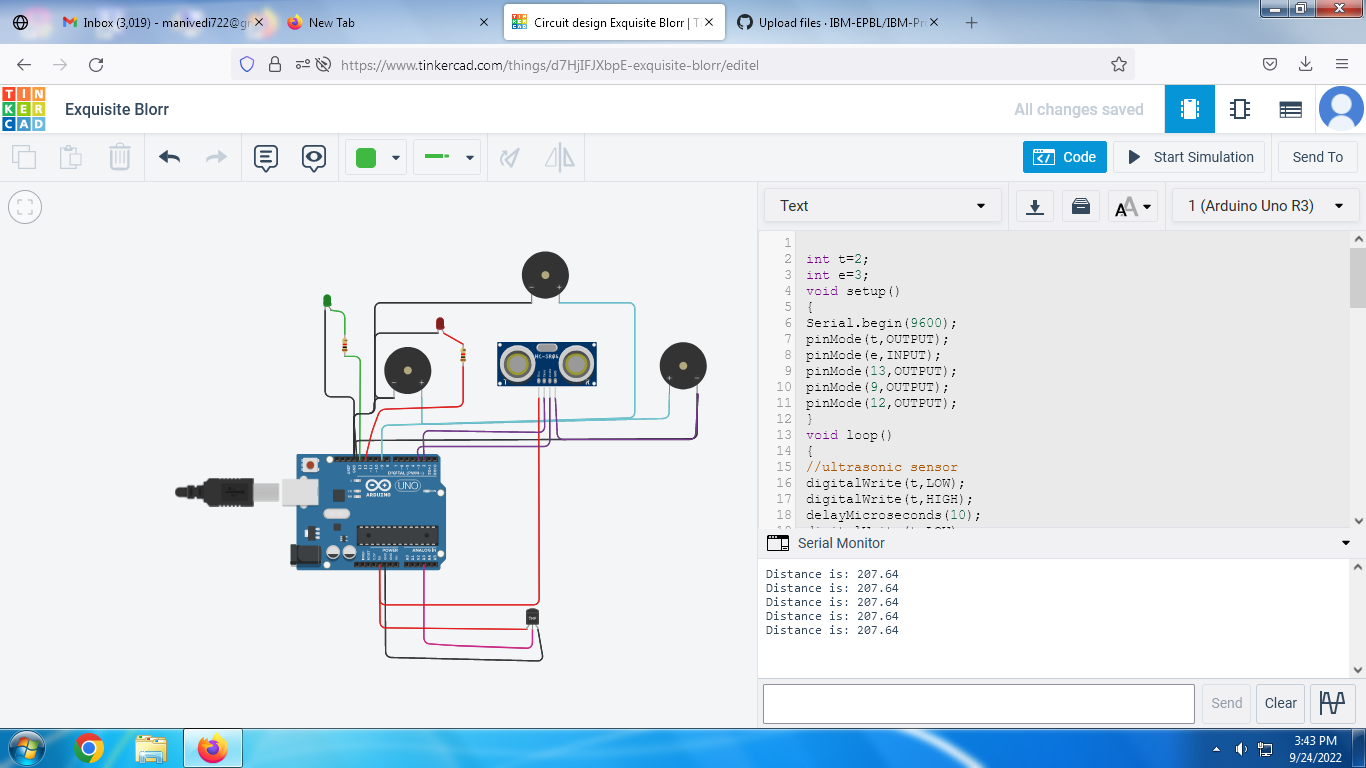 Inbox (3,019) - manivedi722@gr
New Tab
Circuit design Exquisite Blorr | T
Upload files · IBM-EPBL/IBM-Pro
https://www.tinkercad.com/things/d7HjIFJXbpE-exquisite-blorr/editel
TIN
KER
CAD
Exquisite Blorr
All changes saved
Code
Start Simulation
Send To
Text
1 (Arduino Uno R3)
1
2 int t=2;
3 int e=3;
4 void setup()
5 {
6 Serial.begin(9600);
7 pinMode(t,OUTPUT);
8 pinMode(e,INPUT);
9 pinMode(13,OUTPUT);
10 pinMode(9,OUTPUT);
11 pinMode(12,OUTPUT);
12 }
13 void loop()
14 {
15 //ultrasonic sensor
16 digitalWrite(t,LOW);
17 digitalWrite(t,HIGH);
18 delayMicroseconds(10);
HC-SR04
DIGITAL (PWM~)
UNO
ARDUINO
POWER
ANALOG IN
TMP
Serial Monitor
Distance is: 207.64
Distance is: 207.64
Distance is: 207.64
Distance is: 207.64
Distance is: 207.64
Send
Clear
3:43 PM
9/24/2022